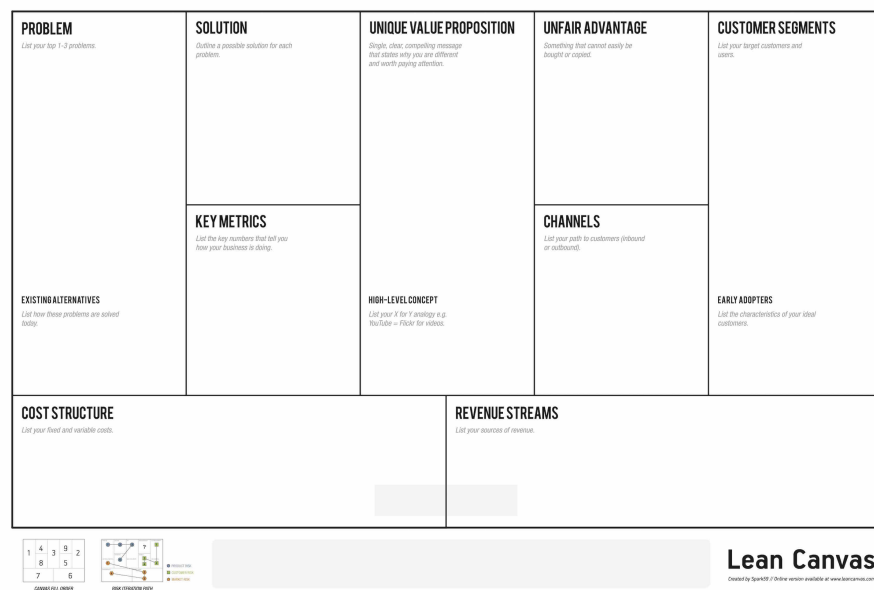 PROBLEM
List your top 1-3 problems.
EXISTING ALTERNATIVES
List how these problems are solved
today.
SOLUTION
Outline a possible solution for each
problem.
KEY METRICS
List the key numbers that tell you
how your business is doing.
UNIQUE VALUE PROPOSITION
Single, clear, compelling message
that states why you are different
and worth paying attention.
HIGH-LEVEL CONCEPT
List your X for Y analogy e.g.
YouTube = Flickr for videos.
UNFAIR ADVANTAGE
Something that cannot easily be
bought or copied.
CHANNELS
List your path to customers (inbound
or outbound).
CUSTOMER SEGMENTS
List your target customers and
users.
EARLY ADOPTERS
List the characteristics of your ideal
customers.
COST STRUCTURE
List your fixed and variable costs.
REVENUE STREAMS
List your sources of revenue.
1 4 3 9 2
8 5
7 6
CANVAS FILL ORDER
?
PRODUCT RISK
CUSTOMER RISK
MARKET RISK
RISK ITERATION PATH
Lean Canvas
Created by Spark59 // Online version available at www.leancanvas.com